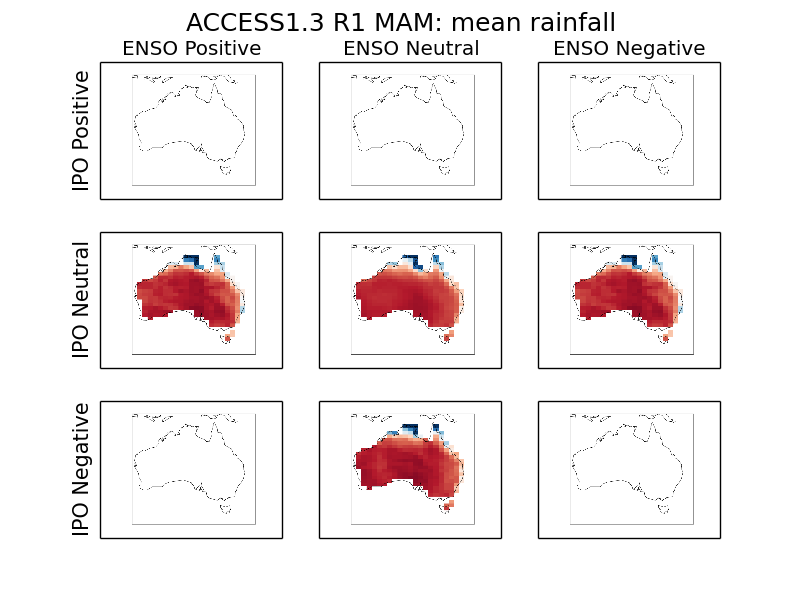 ACCESS1.3 R1 MAM: mean rainfall
ENSO Positive
ENSO Neutral
ENSO Negative
IPO Positive
IPO Neutral
IPO Negative